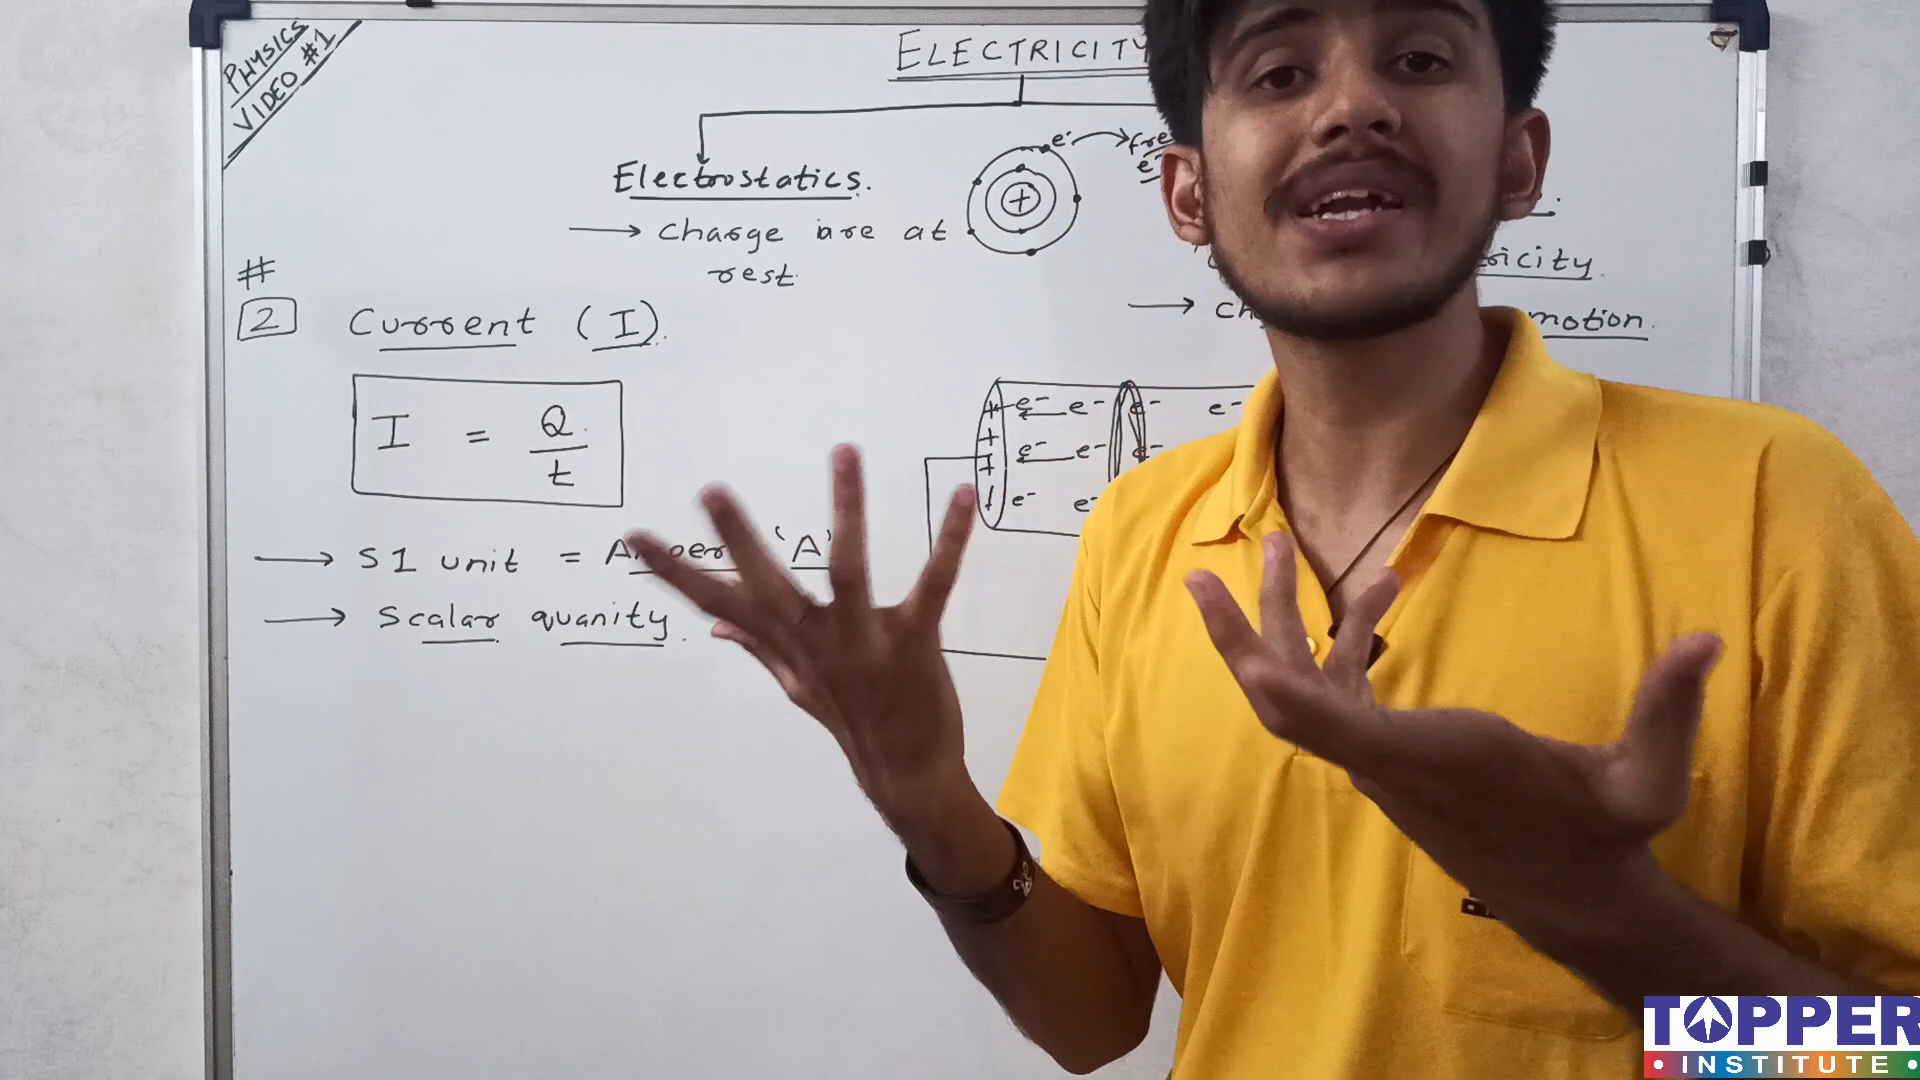 PHYSICS
VIDEO #1
ELECTRICITY
Electrostatics.
→ Charge are at
rest
+
e⁻
e⁻
motion.
#
2 Current (I).
I = Q/t
→ SI unit = 'A'
→ Scalar quanity.
+ e⁻ e⁻ e⁻ e⁻
+ e⁻ e⁻ e⁻
+
+ e⁻ e⁻
TOPPER
• INSTITUTE •